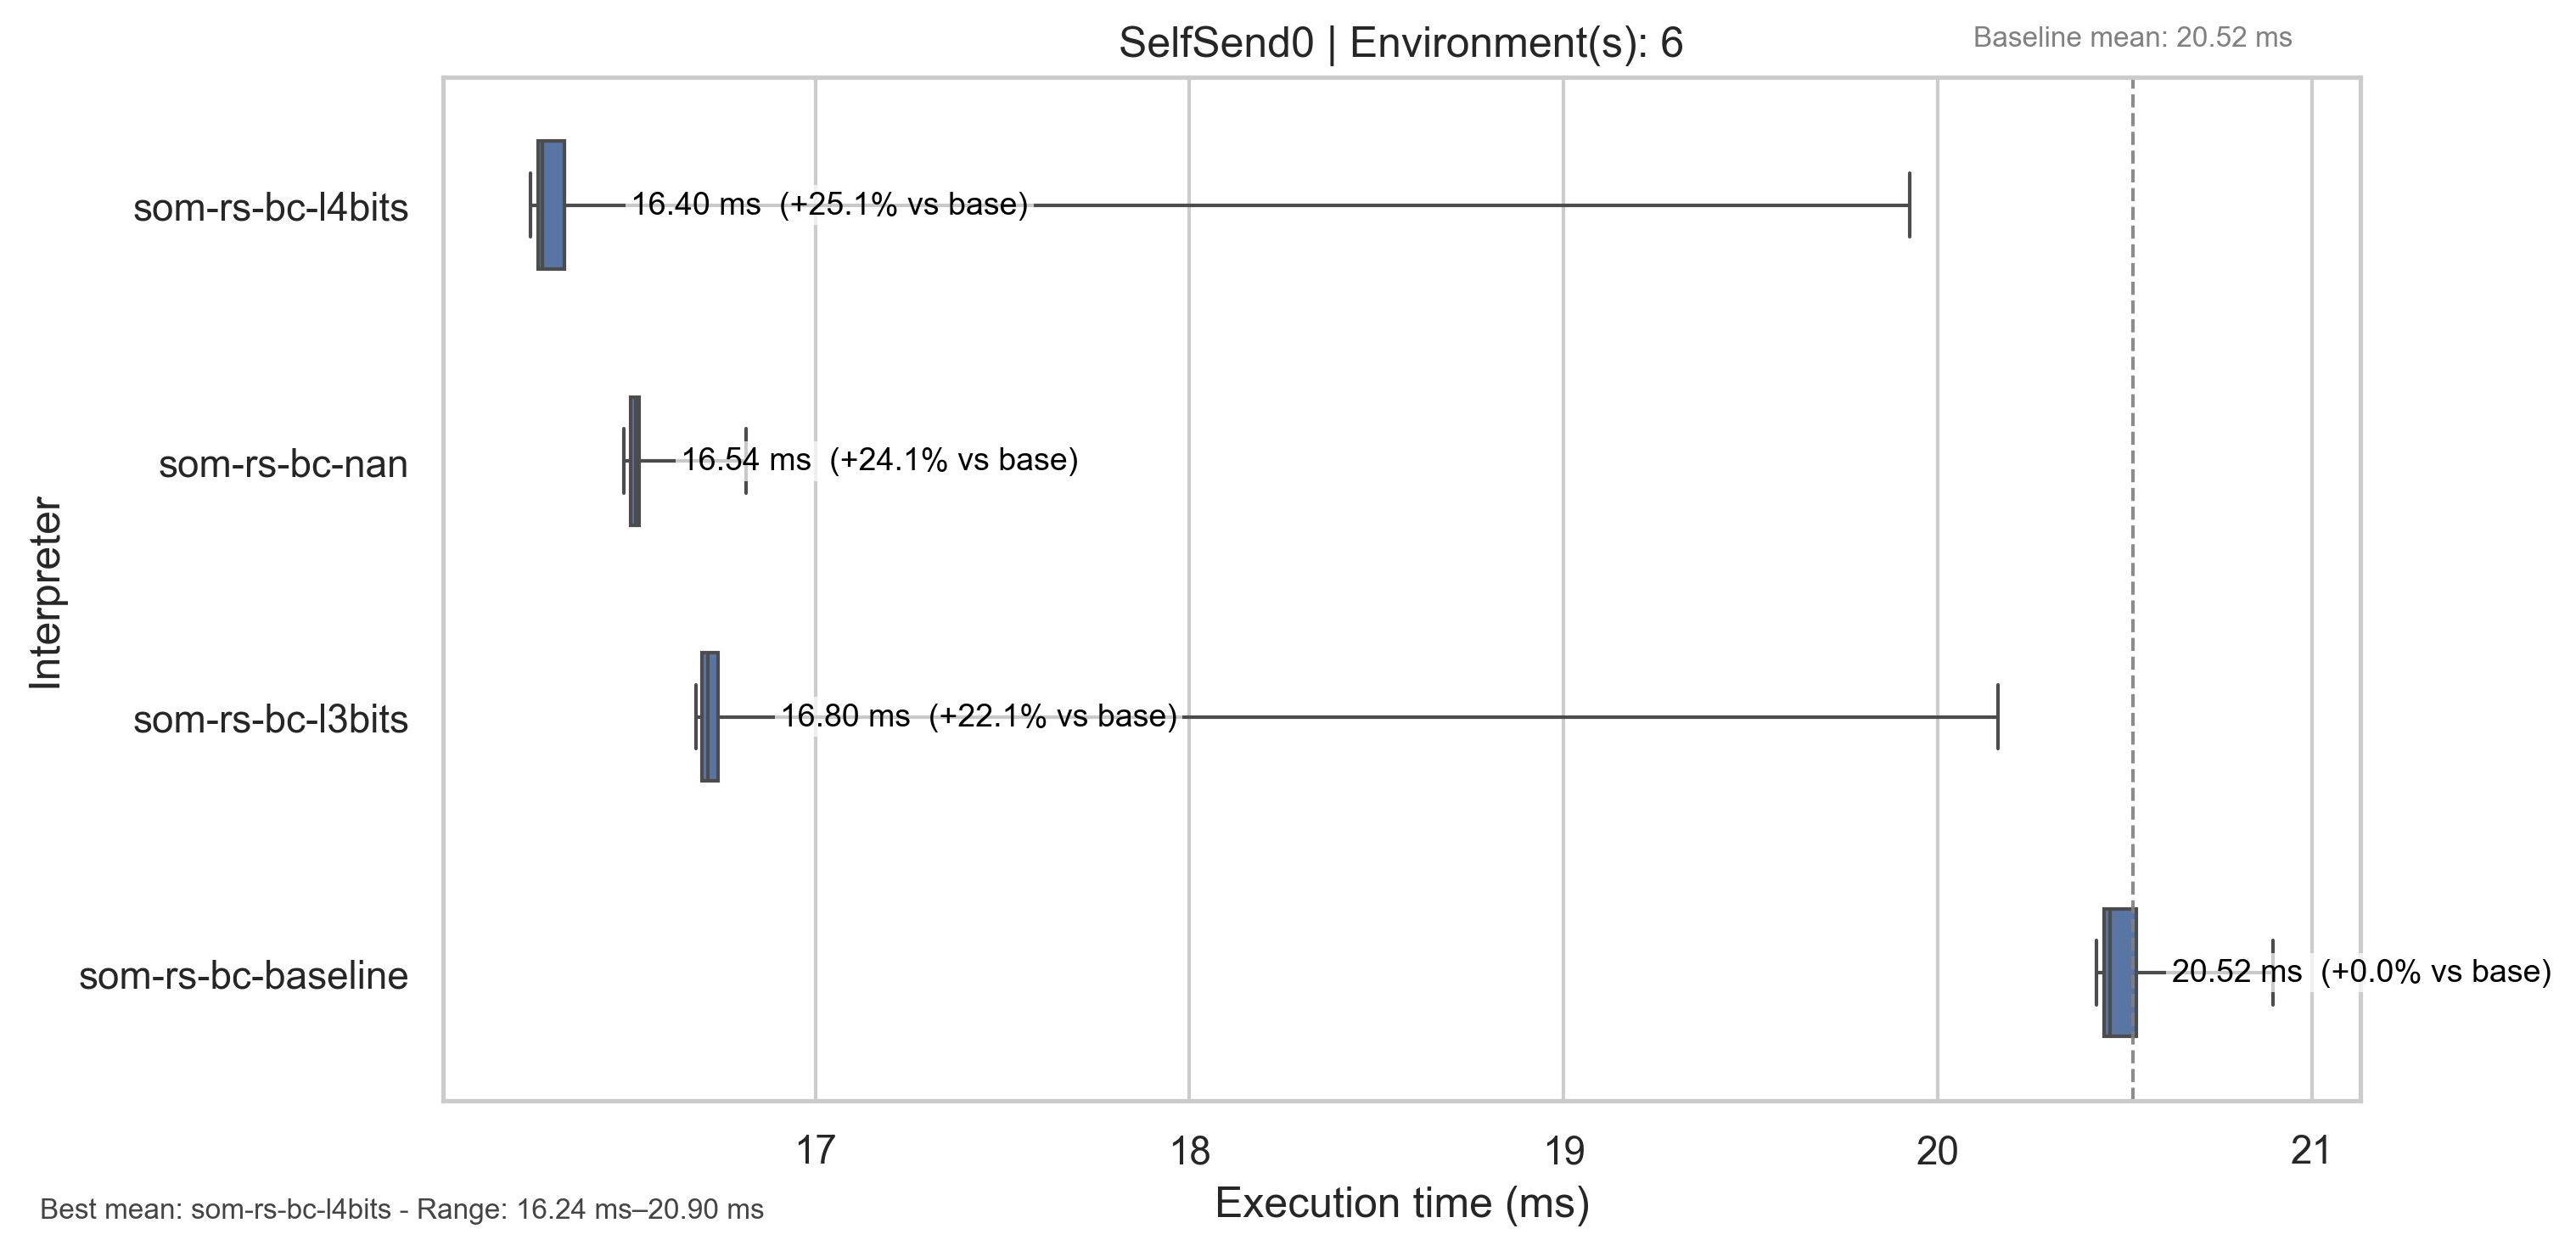 SelfSend0 | Environment(s): 6
Baseline mean: 20.52 ms
som-rs-bc-l4bits
16.40 ms (+25.1% vs base)
som-rs-bc-nan
16.54 ms (+24.1% vs base)
som-rs-bc-l3bits
16.80 ms (+22.1% vs base)
som-rs-bc-baseline
20.52 ms (+0.0% vs base)
Interpreter
17 18 19 20 21
Execution time (ms)
Best mean: som-rs-bc-l4bits - Range: 16.24 ms–20.90 ms